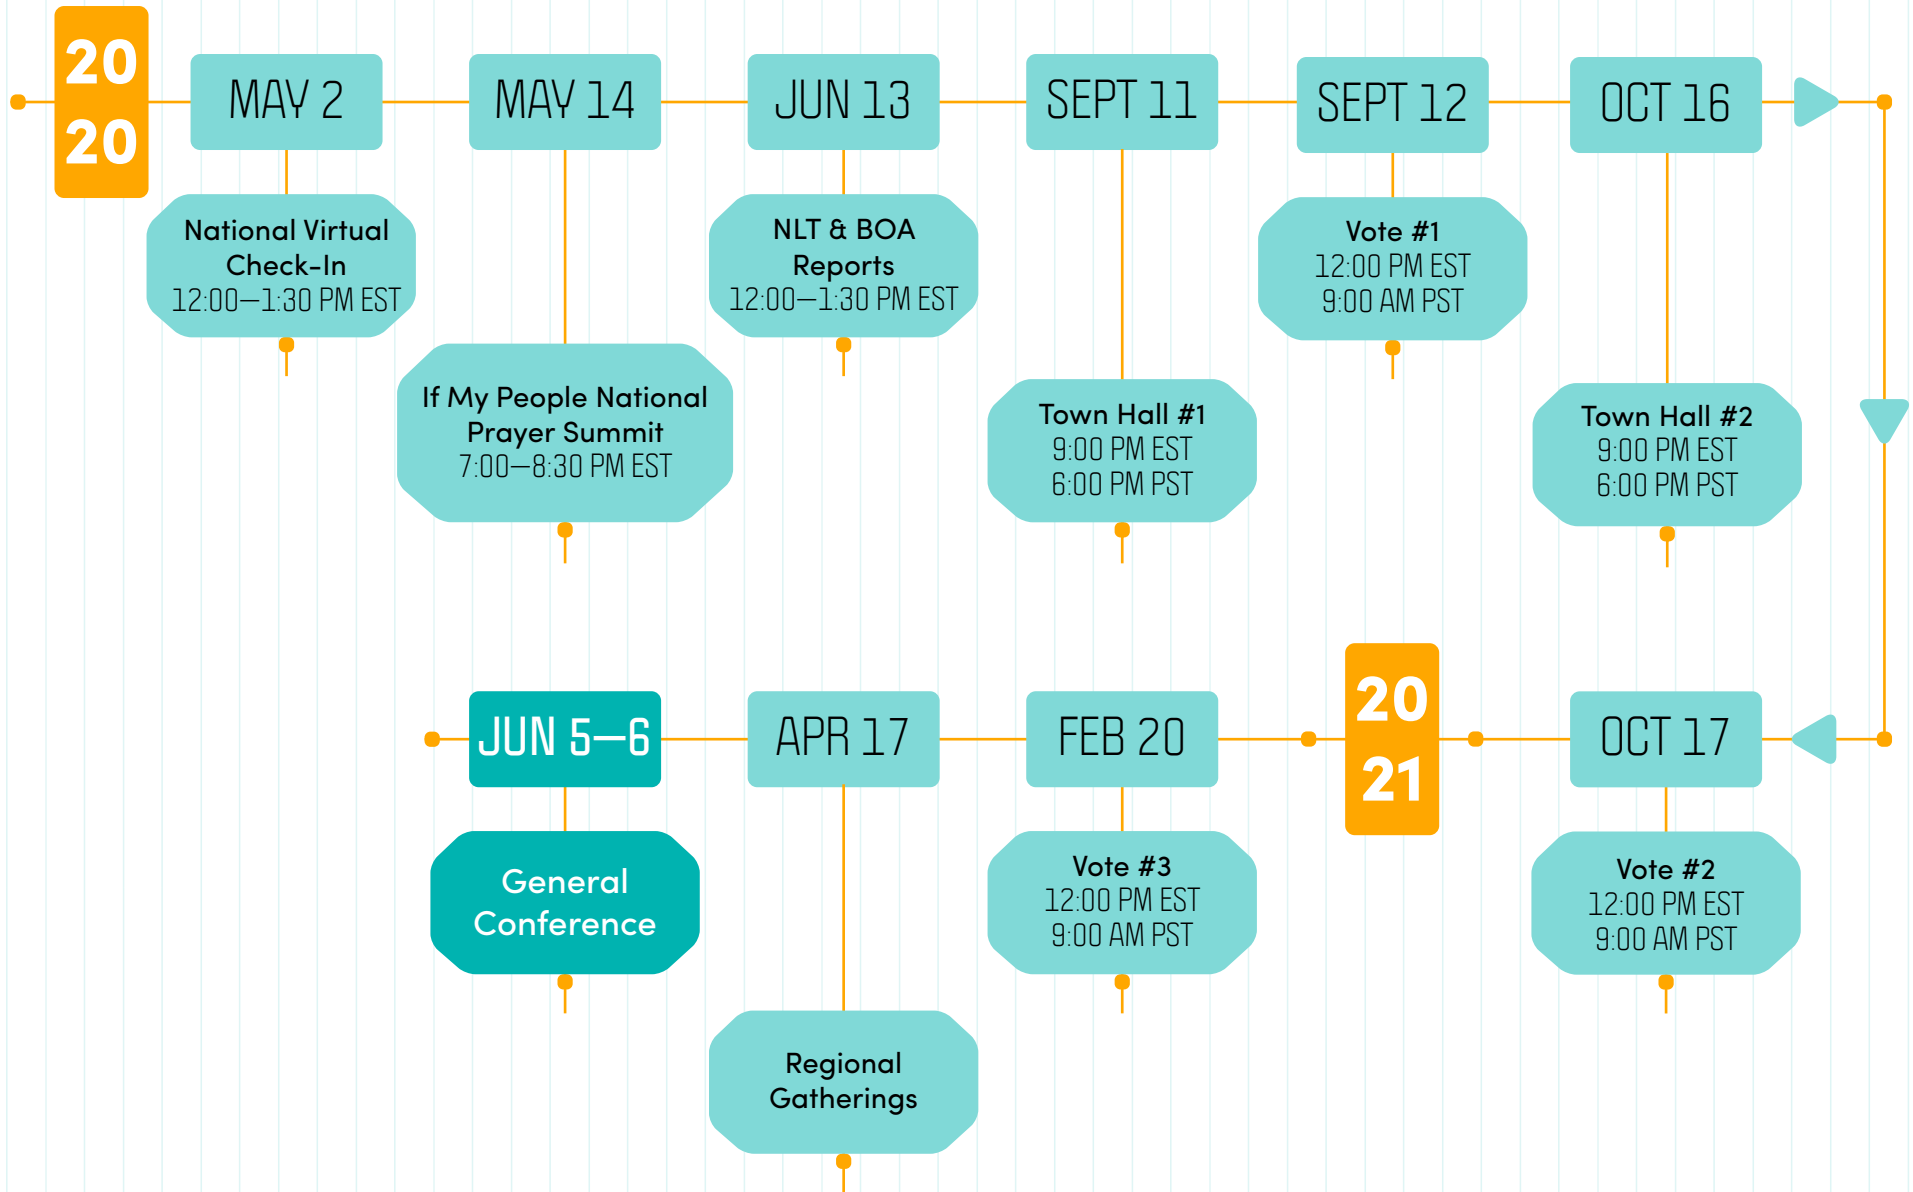 20
20
MAY 2
National Virtual
Check-In
12:00—1:30 PM EST
MAY 14
If My People National
Prayer Summit
7:00—8:30 PM EST
JUN 13
NLT & BOA
Reports
12:00—1:30 PM EST
SEPT 11
Town Hall #1
9:00 PM EST
6:00 PM PST
SEPT 12
Vote #1
12:00 PM EST
9:00 AM PST
OCT 16
Town Hall #2
9:00 PM EST
6:00 PM PST
OCT 17
Vote #2
12:00 PM EST
9:00 AM PST
20
21
FEB 20
Vote #3
12:00 PM EST
9:00 AM PST
APR 17
Regional
Gatherings
JUN 5—6
General
Conference